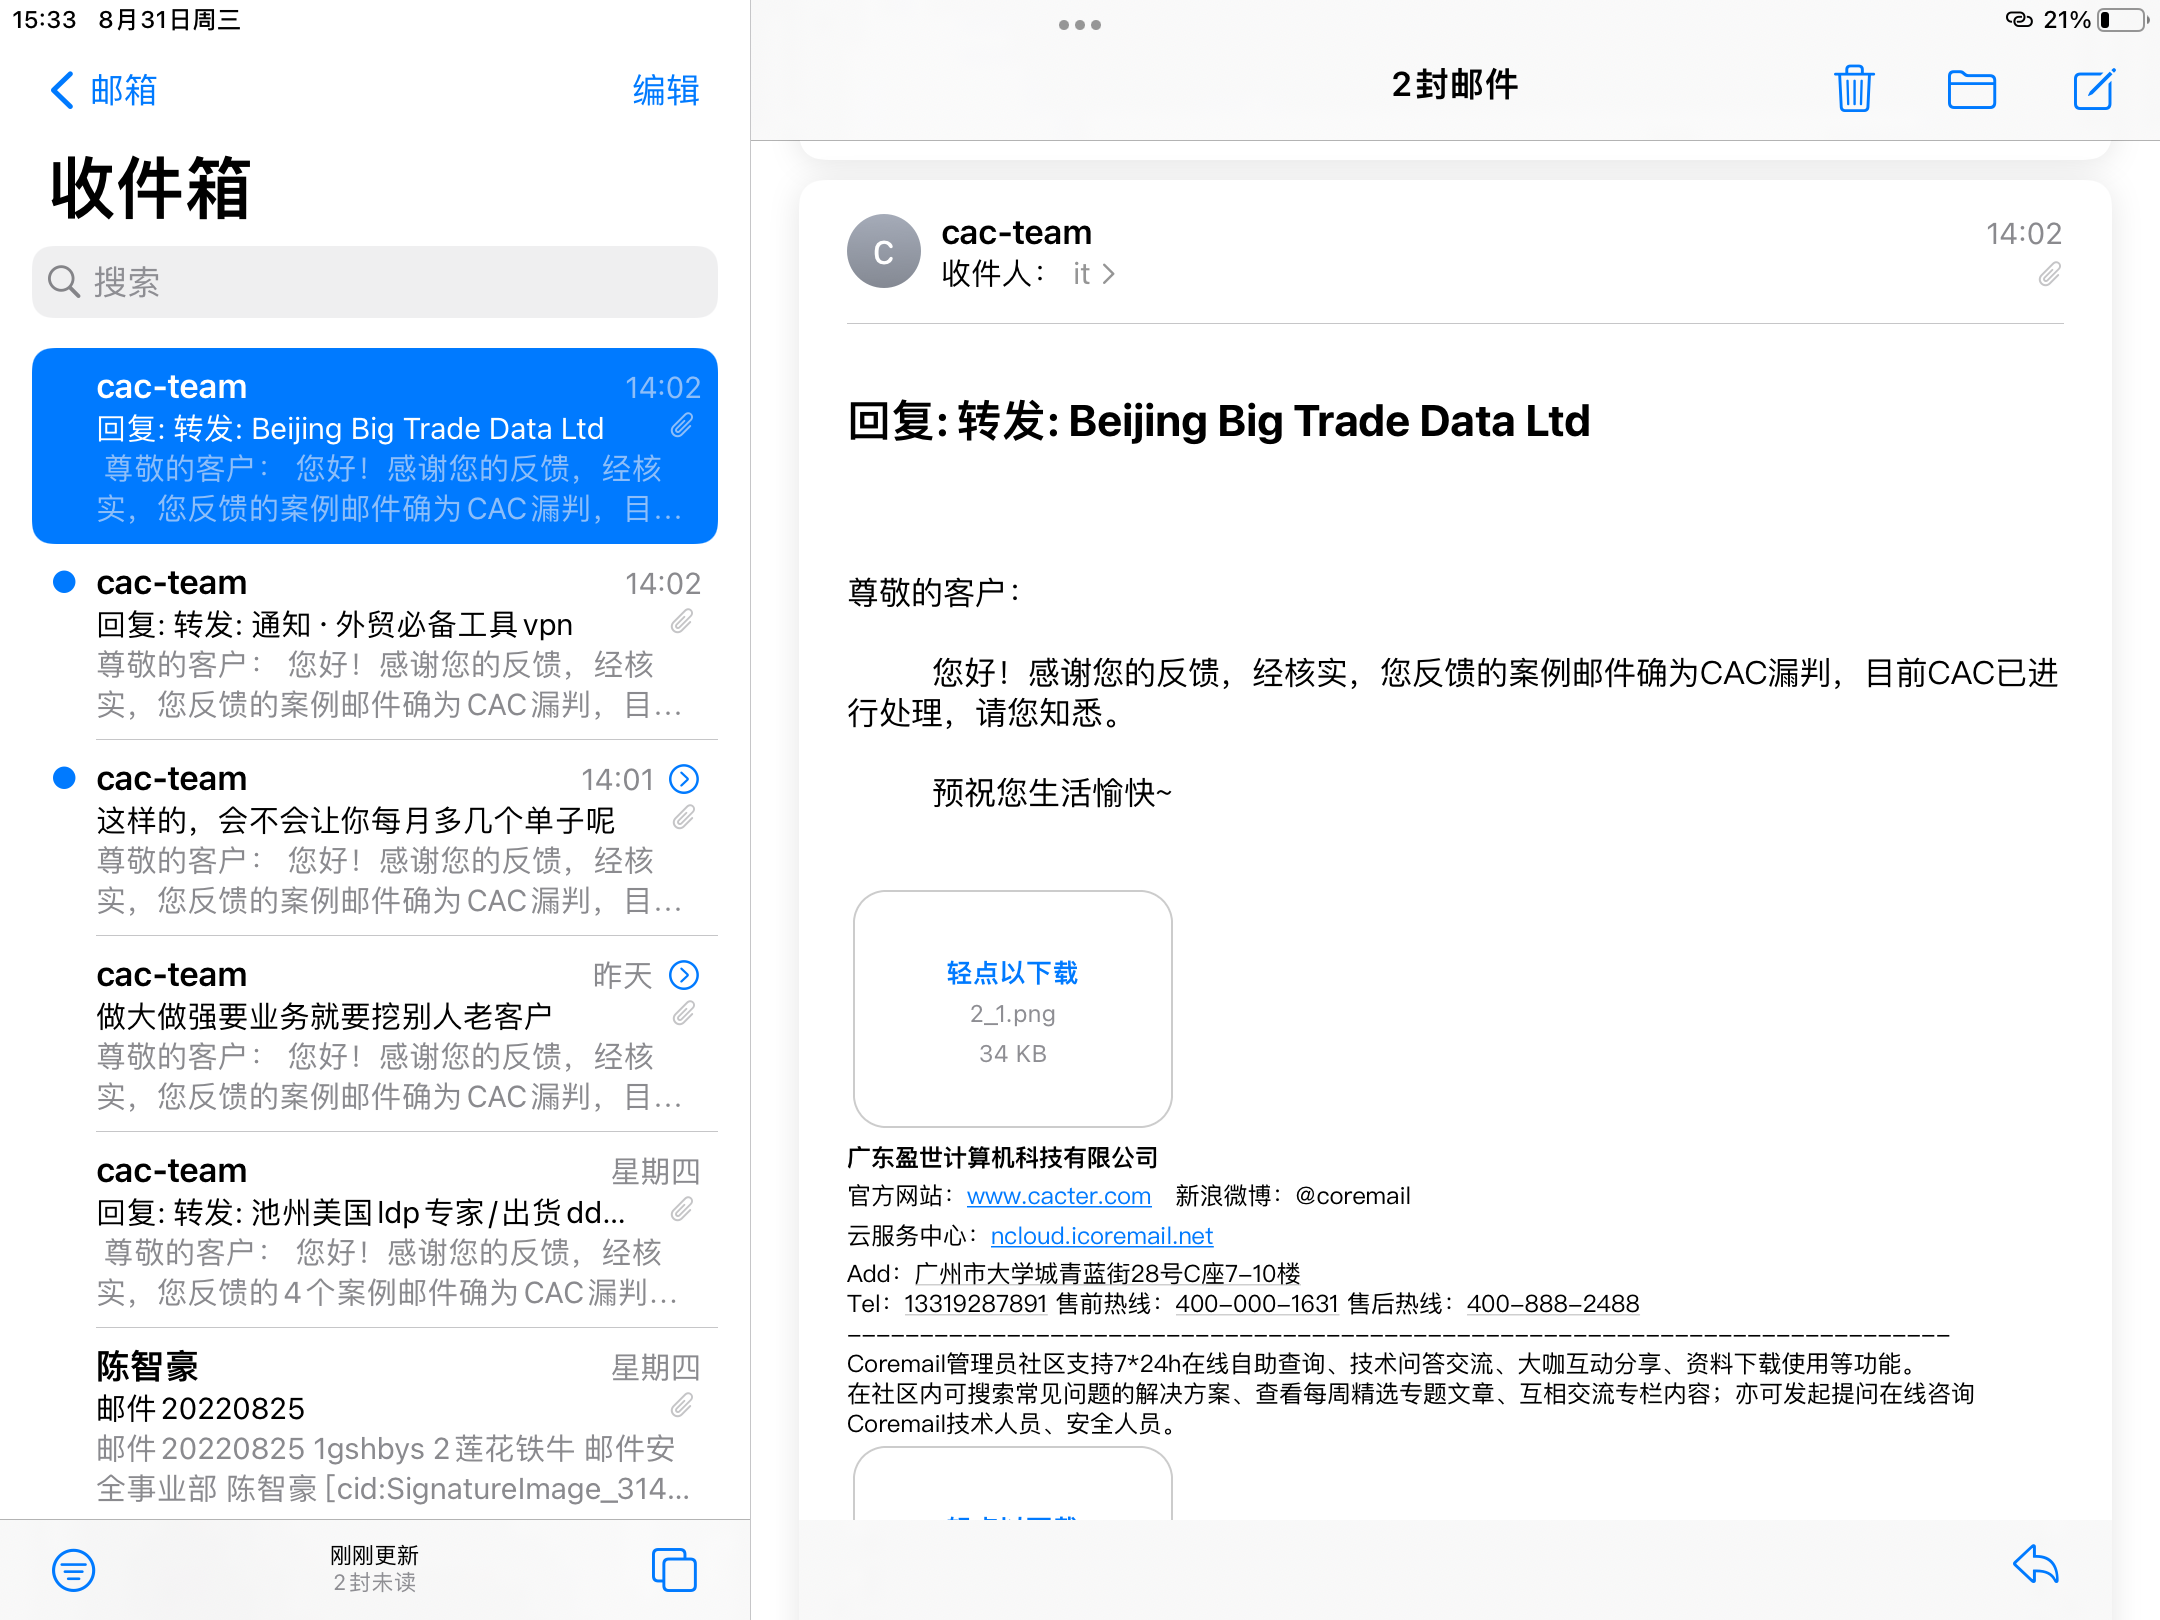 15:33 8月31日周三
21%
邮箱
编辑
收件箱
搜索
cac-team 14:02
回复: 转发: Beijing Big Trade Data Ltd
尊敬的客户： 您好！感谢您的反馈，经核
实，您反馈的案例邮件确为CAC漏判，目...
cac-team 14:02
回复: 转发: 通知 · 外贸必备工具vpn
尊敬的客户： 您好！感谢您的反馈，经核
实，您反馈的案例邮件确为CAC漏判，目...
cac-team 14:01
这样的，会不会让你每月多几个单子呢
尊敬的客户： 您好！感谢您的反馈，经核
实，您反馈的案例邮件确为CAC漏判，目...
cac-team 昨天
做大做强要业务就要挖别人老客户
尊敬的客户： 您好！感谢您的反馈，经核
实，您反馈的案例邮件确为CAC漏判，目...
cac-team 星期四
回复: 转发: 池州美国ldp专家/出货dd...
尊敬的客户： 您好！感谢您的反馈，经核
实，您反馈的4个案例邮件确为CAC漏判...
陈智豪 星期四
邮件20220825
邮件20220825 1gshbys 2莲花铁牛 邮件安
全事业部 陈智豪 [cid:SignatureImage_314...
刚刚更新
2封未读
2封邮件
C
cac-team 14:02
收件人： it
回复: 转发: Beijing Big Trade Data Ltd
尊敬的客户：
您好！感谢您的反馈，经核实，您反馈的案例邮件确为CAC漏判，目前CAC已进
行处理，请您知悉。
预祝您生活愉快~
轻点以下载
2_1.png
34 KB
广东盈世计算机科技有限公司
官方网站：www.cacter.com 新浪微博：@coremail
云服务中心：ncloud.icoremail.net
Add：广州市大学城青蓝街28号C座7-10楼
Tel：13319287891 售前热线：400-000-1631 售后热线：400-888-2488
------------------------------------------------------------------------------
Coremail管理员社区支持7*24h在线自助查询、技术问答交流、大咖互动分享、资料下载使用等功能。
在社区内可搜索常见问题的解决方案、查看每周精选专题文章、互相交流专栏内容；亦可发起提问在线咨询
Coremail技术人员、安全人员。
轻点以下载